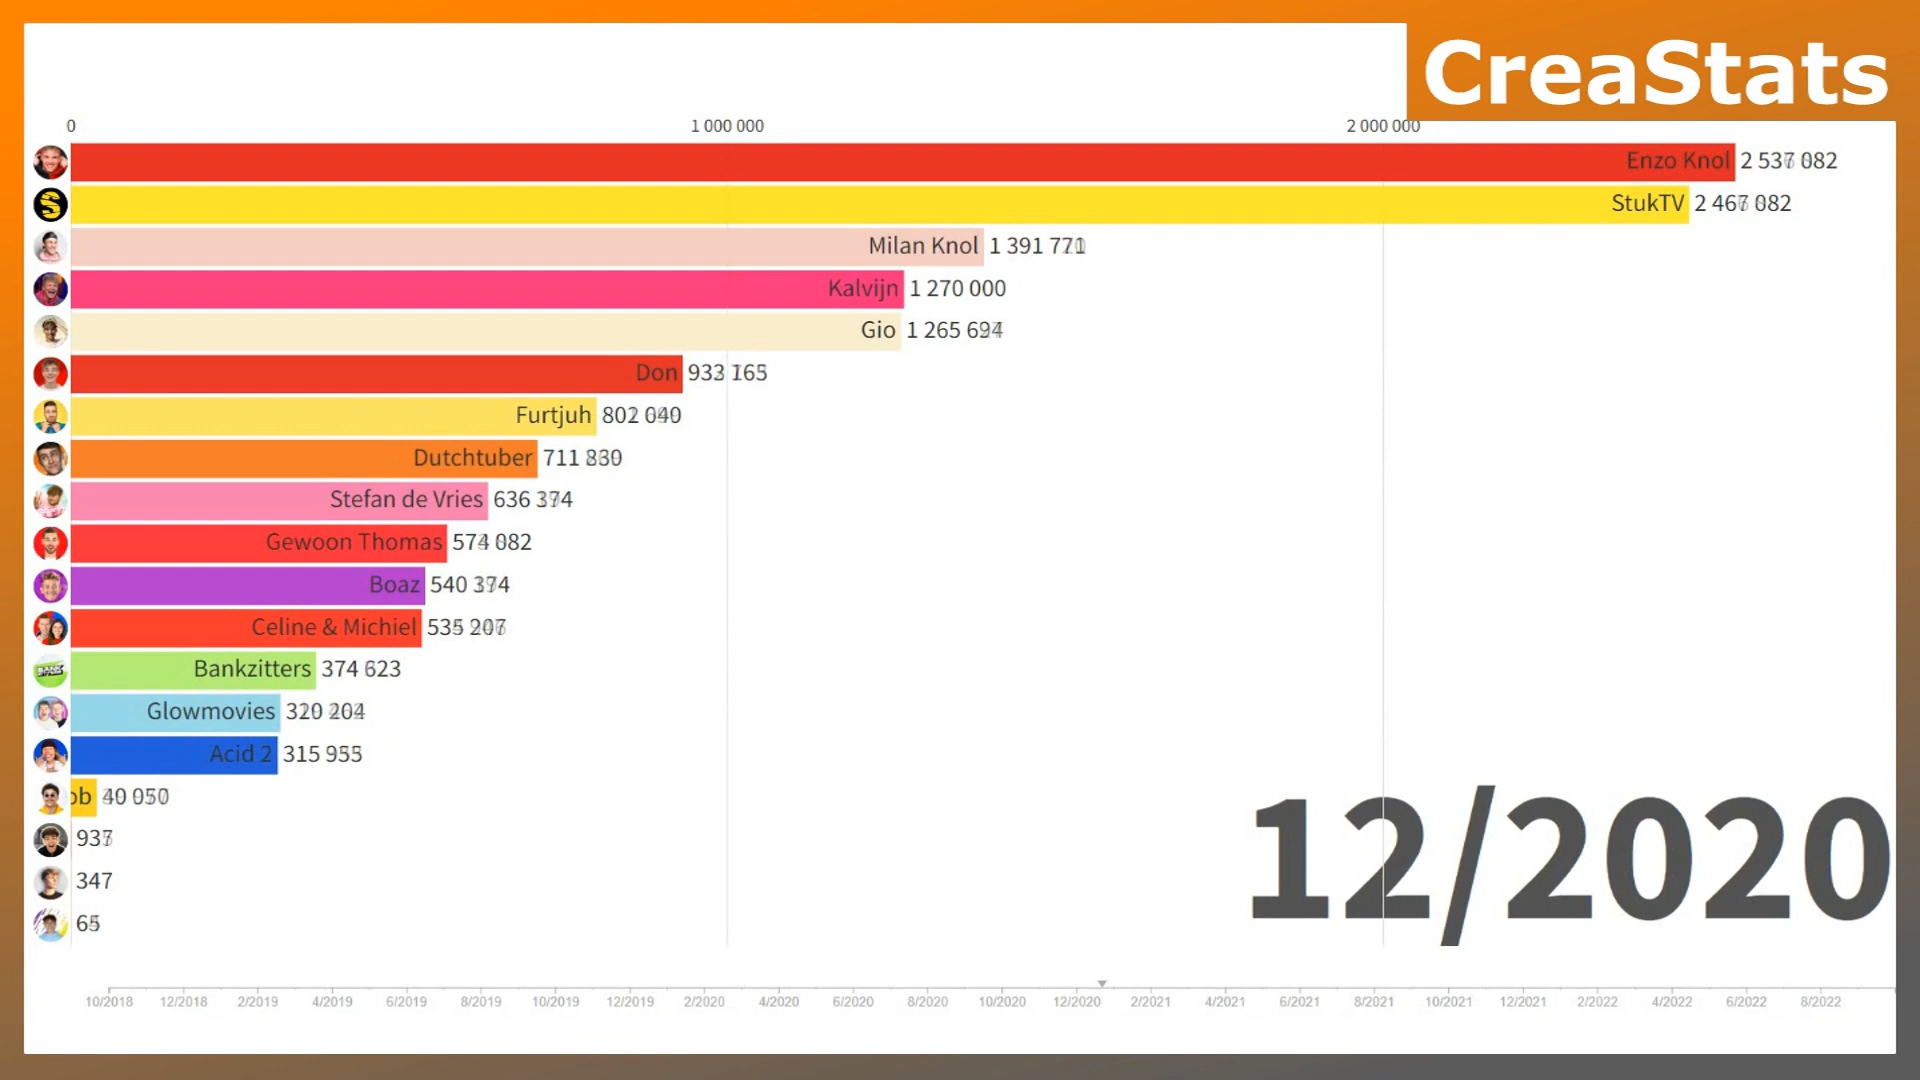 CreaStats
0 1 000 000 2 000 000
Enzo Knol 2 537 082
StukTV 2 467 082
Milan Knol 1 391 771
Kalvijn 1 270 000
Gio 1 265 694
Don 933 165
Furtjuh 802 040
Dutchtuber 711 830
Stefan de Vries 636 374
Gewoon Thomas 574 082
Boaz 540 374
Celine & Michiel 535 207
Bankzitters 374 623
Glowmovies 320 204
Acid 2 315 955
ob 40 050
937
347
65
12/2020
10/2018 12/2018 2/2019 4/2019 6/2019 8/2019 10/2019 12/2019 2/2020 4/2020 6/2020 8/2020 10/2020 12/2020 2/2021 4/2021 6/2021 8/2021 10/2021 12/2021 2/2022 4/2022 6/2022 8/2022